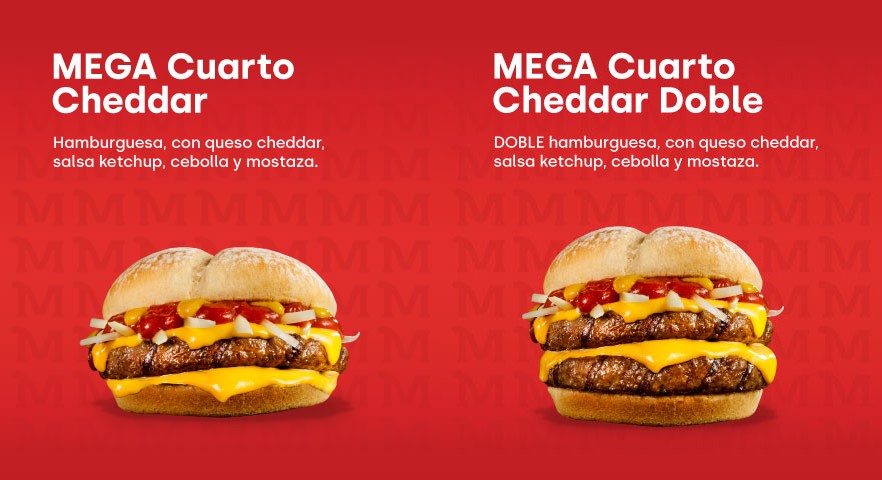 MEGA Cuarto
Cheddar
Hamburguesa, con queso cheddar,
salsa ketchup, cebolla y mostaza.
MEGA Cuarto
Cheddar Doble
DOBLE hamburguesa, con queso cheddar,
salsa ketchup, cebolla y mostaza.